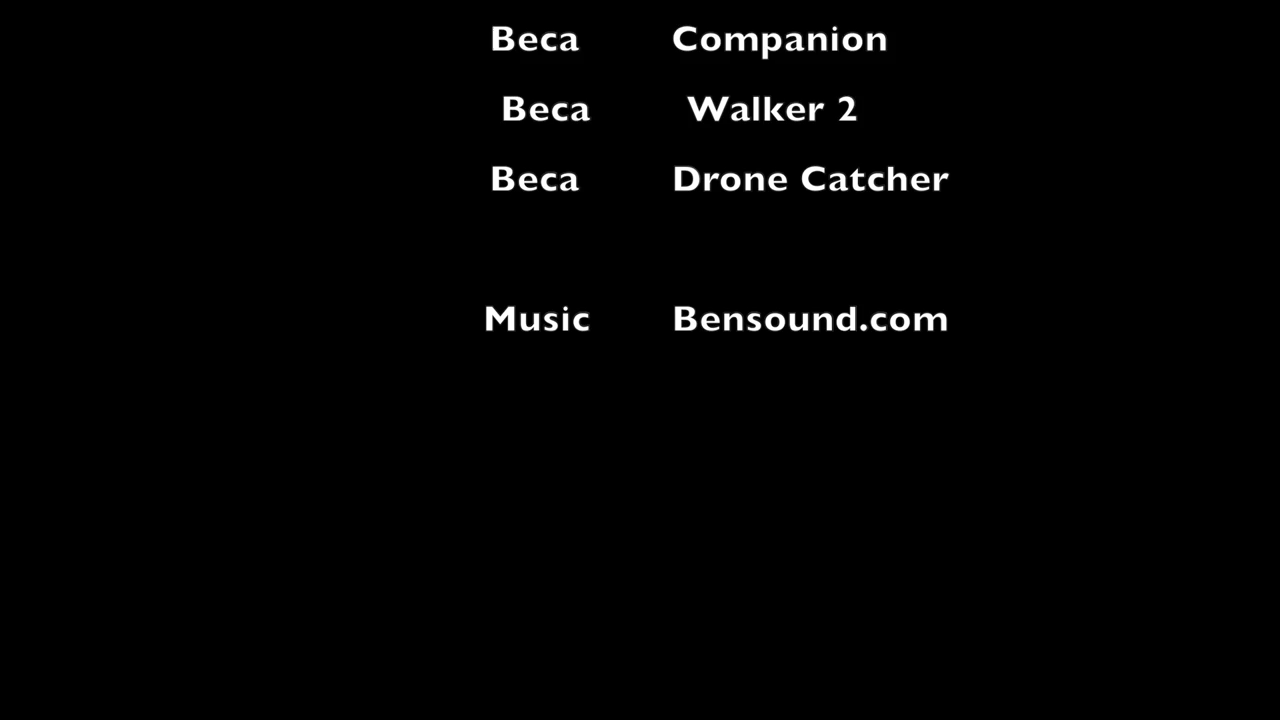 Beca Companion
Beca Walker 2
Beca Drone Catcher
Music Bensound.com